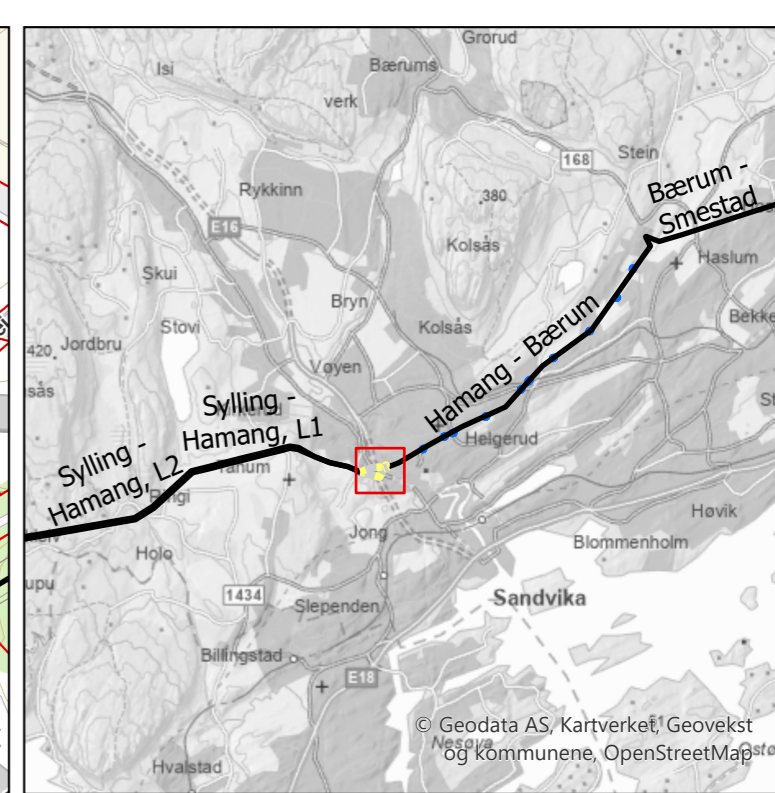 Grorud
Isi
Bærums
verk
168
Stein
Rykkinn
380
Bærum -
Smestad
E16
Kolsås
Haslum
Skui
Bryn
Stovi
Kolsås
Bekke
420
Jordbru
Hamang - Bærum
Vøyen
sås
Sylling -
Hamang, L1
Helgerud
Sylling -
Hamang, L2
Tanum
Ringi
Høvik
Jong
Blommenholm
Holo
upu
1434
Slependen
Sandvika
Billingstad
E18
© Geodata AS, Kartverket, Geovekst
og kommunene, OpenStreetMap
Nesøya
Hvalstad